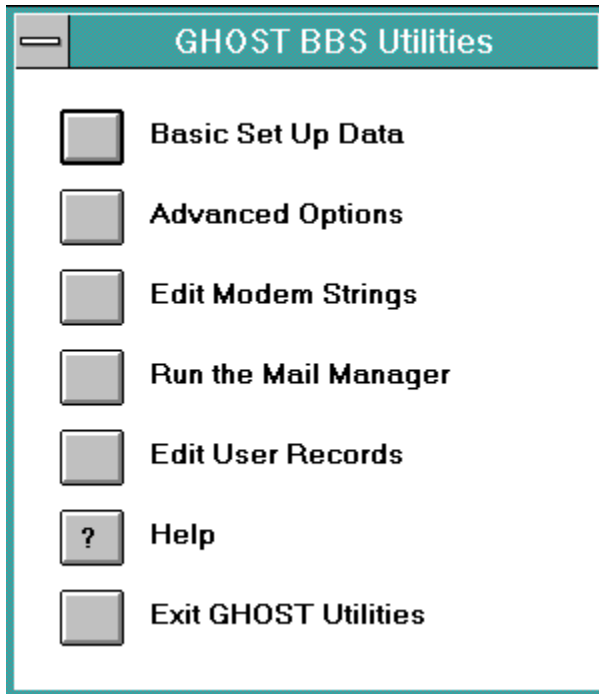 GHOST BBS Utilities
Basic Set Up Data
Advanced Options
Edit Modem Strings
Run the Mail Manager
Edit User Records
? Help
Exit GHOST Utilities